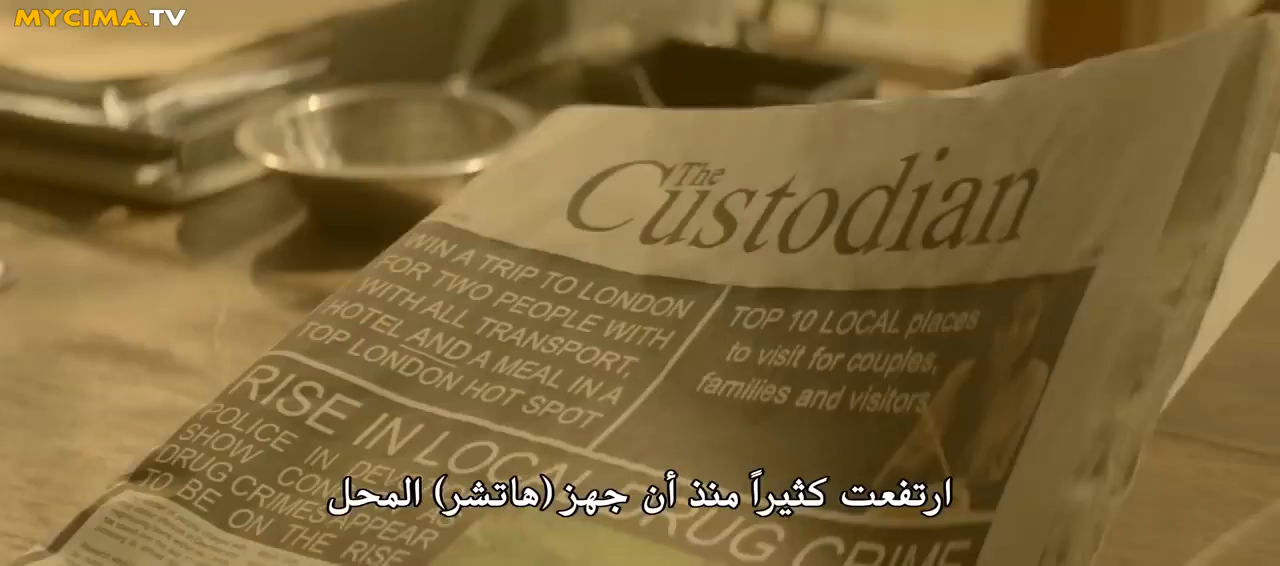 MYCIMA.TV
The
Custodian
WIN A TRIP TO LONDON
FOR TWO PEOPLE WITH
WITH ALL TRANSPORT,
HOTEL AND A MEAL IN A
TOP LONDON HOT SPOT
TOP 10 LOCAL places
to visit for couples,
families and visitors
RISE IN LOCAL DRUG CRIME
POLICE IN
SHOW
DRUG CRIMES APPEAR
TO BE ON THE RISE
ارتفعت كثيراً منذ أن جهز (هاتشر) المحل